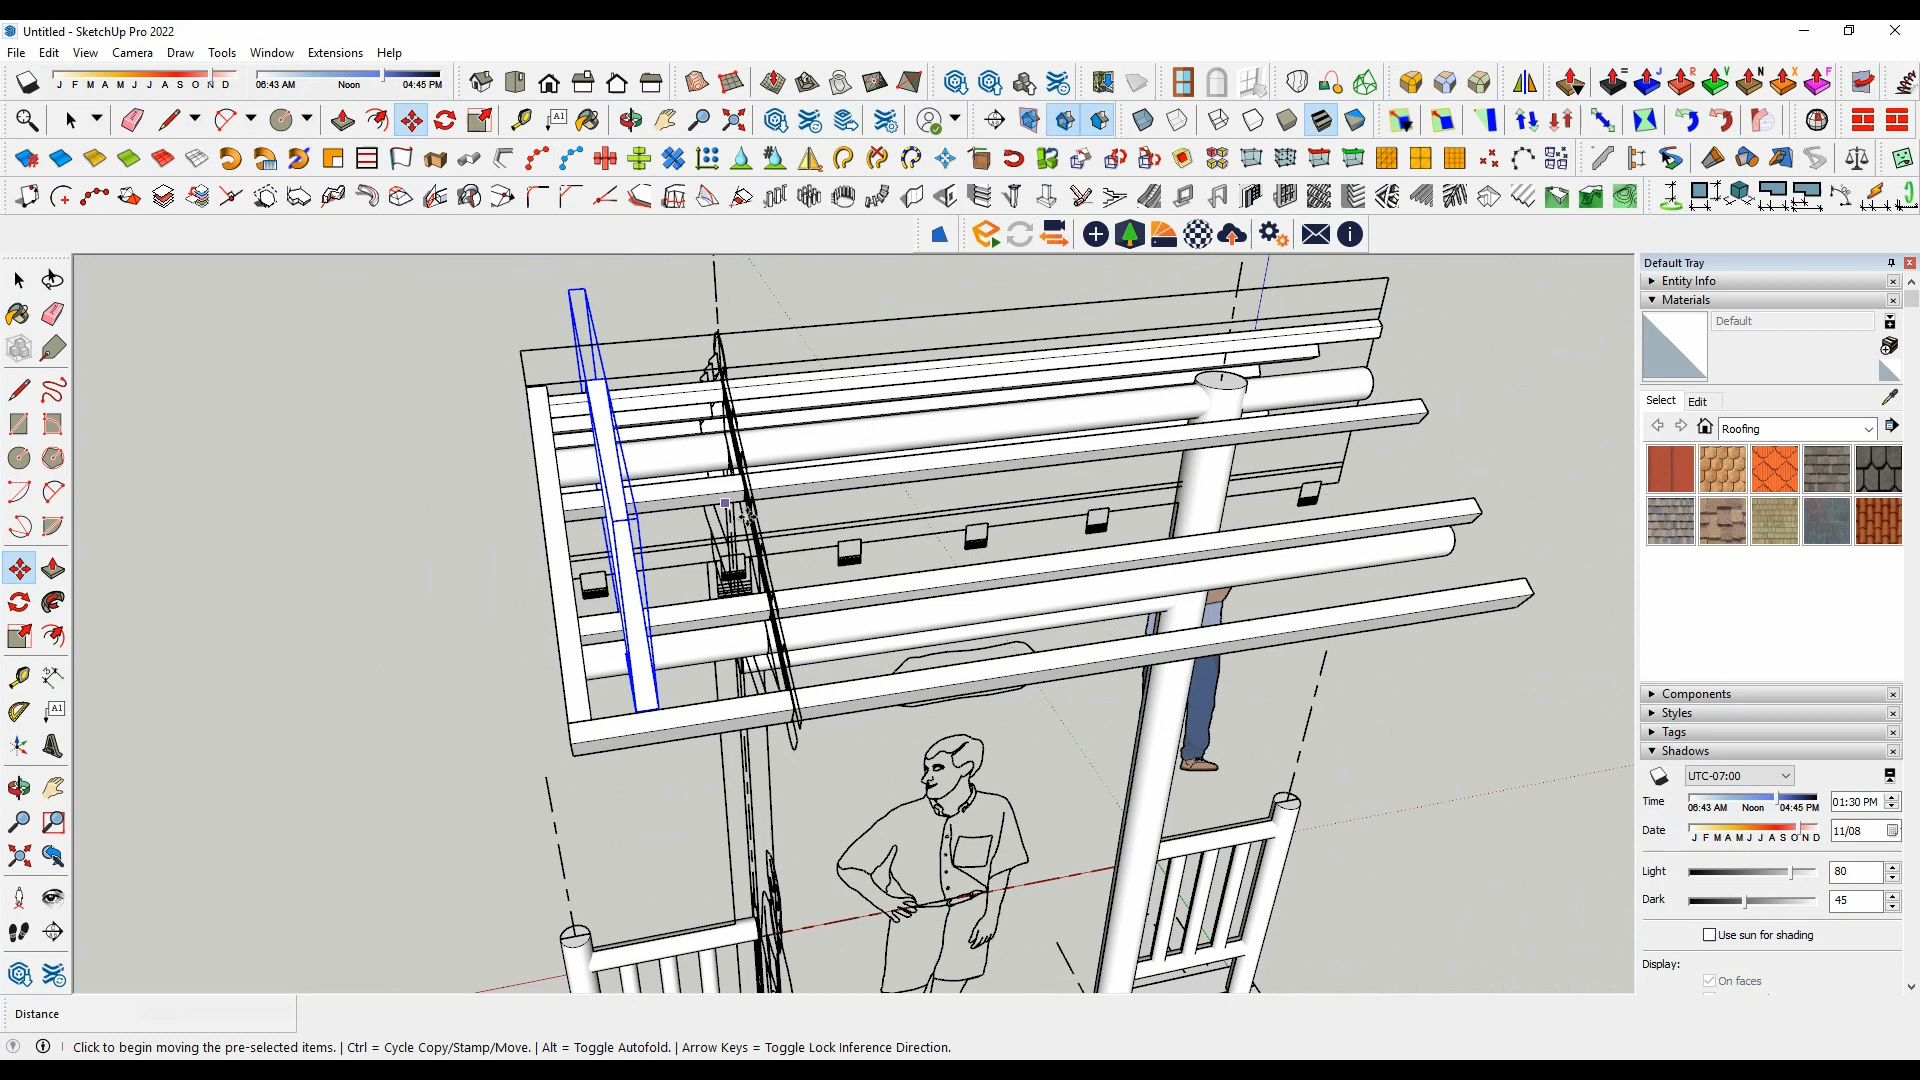 Untitled - SketchUp Pro 2022
File Edit View Camera Draw Tools Window Extensions Help
J F M A M J J A S O N D 06:43 AM Noon 04:45 PM
A1
Default Tray
Entity Info
Materials
Default
Select Edit
Roofing
A1
Components
Styles
Tags
Shadows
UTC-07:00
Time 06:43 AM Noon 04:45 PM 01:30 PM
Date J F M A M J J A S O N D 11/08
Light 80
Dark 45
Use sun for shading
Display:
On faces
Distance
Click to begin moving the pre-selected items. | Ctrl = Cycle Copy/Stamp/Move. | Alt = Toggle Autofold. | Arrow Keys = Toggle Lock Inference Direction.